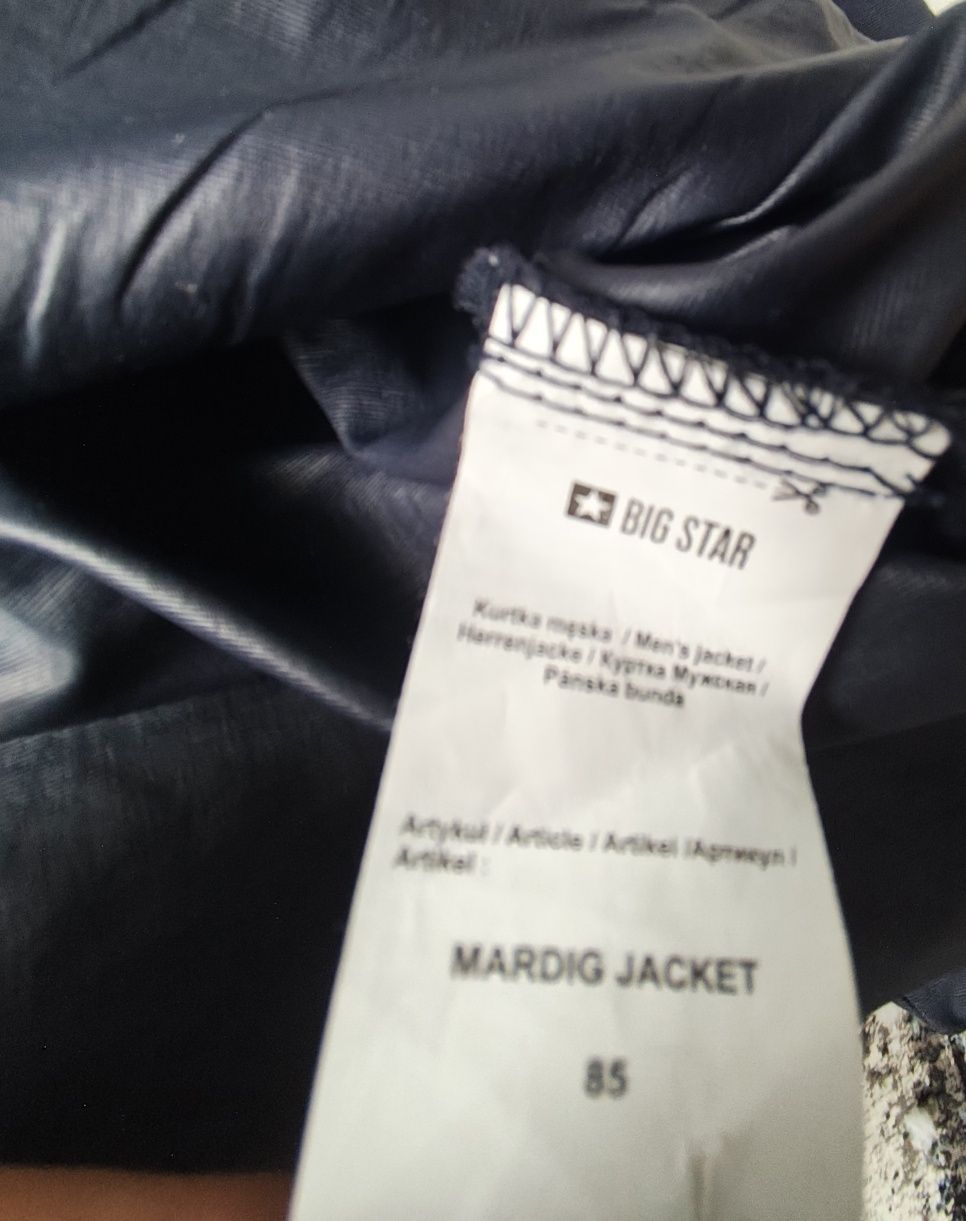 BIG STAR
Kurtka męska / Men's jacket /
Herrenjacke / Куртка Мужская /
Pánska bunda
Artykuł / Article / Artikel /Артикул /
Artikel :
MARDIG JACKET
85